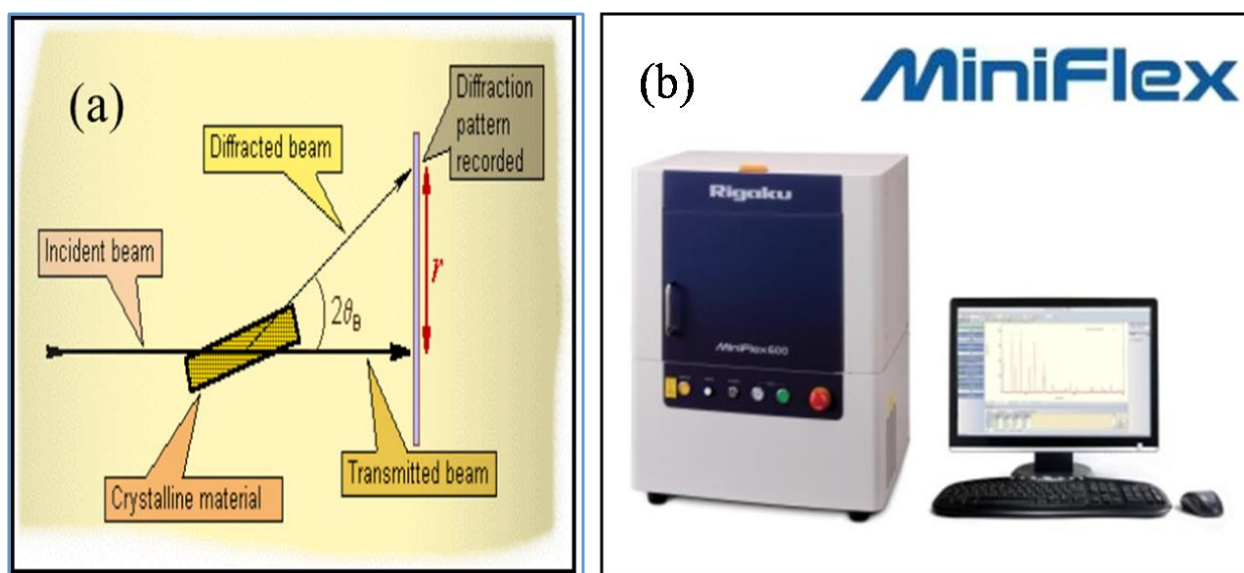 (a)
Diffraction
pattern
recorded
Diffracted beam
Incident beam
r
2θB
Transmitted beam
Crystalline material
(b)
MiniFlex
Rigaku
MiniFlex600